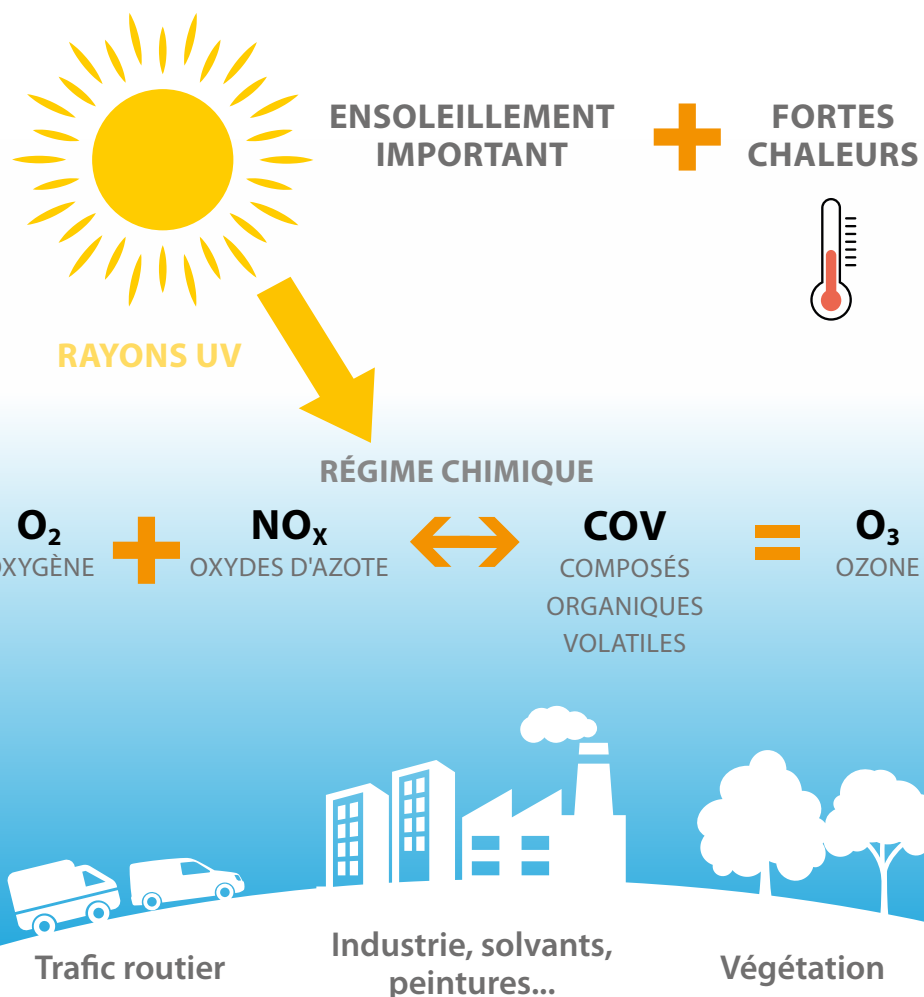 ENSOLEILLEMENT
IMPORTANT
FORTES
CHALEURS
RAYONS UV
RÉGIME CHIMIQUE
O₂ + NOₓ ↔ COV = O₃
XYGÈNE OXYDES D'AZOTE COMPOSÉS OZONE
ORGANIQUES
VOLATILES
Trafic routier
Industrie, solvants,
peintures...
Végétation